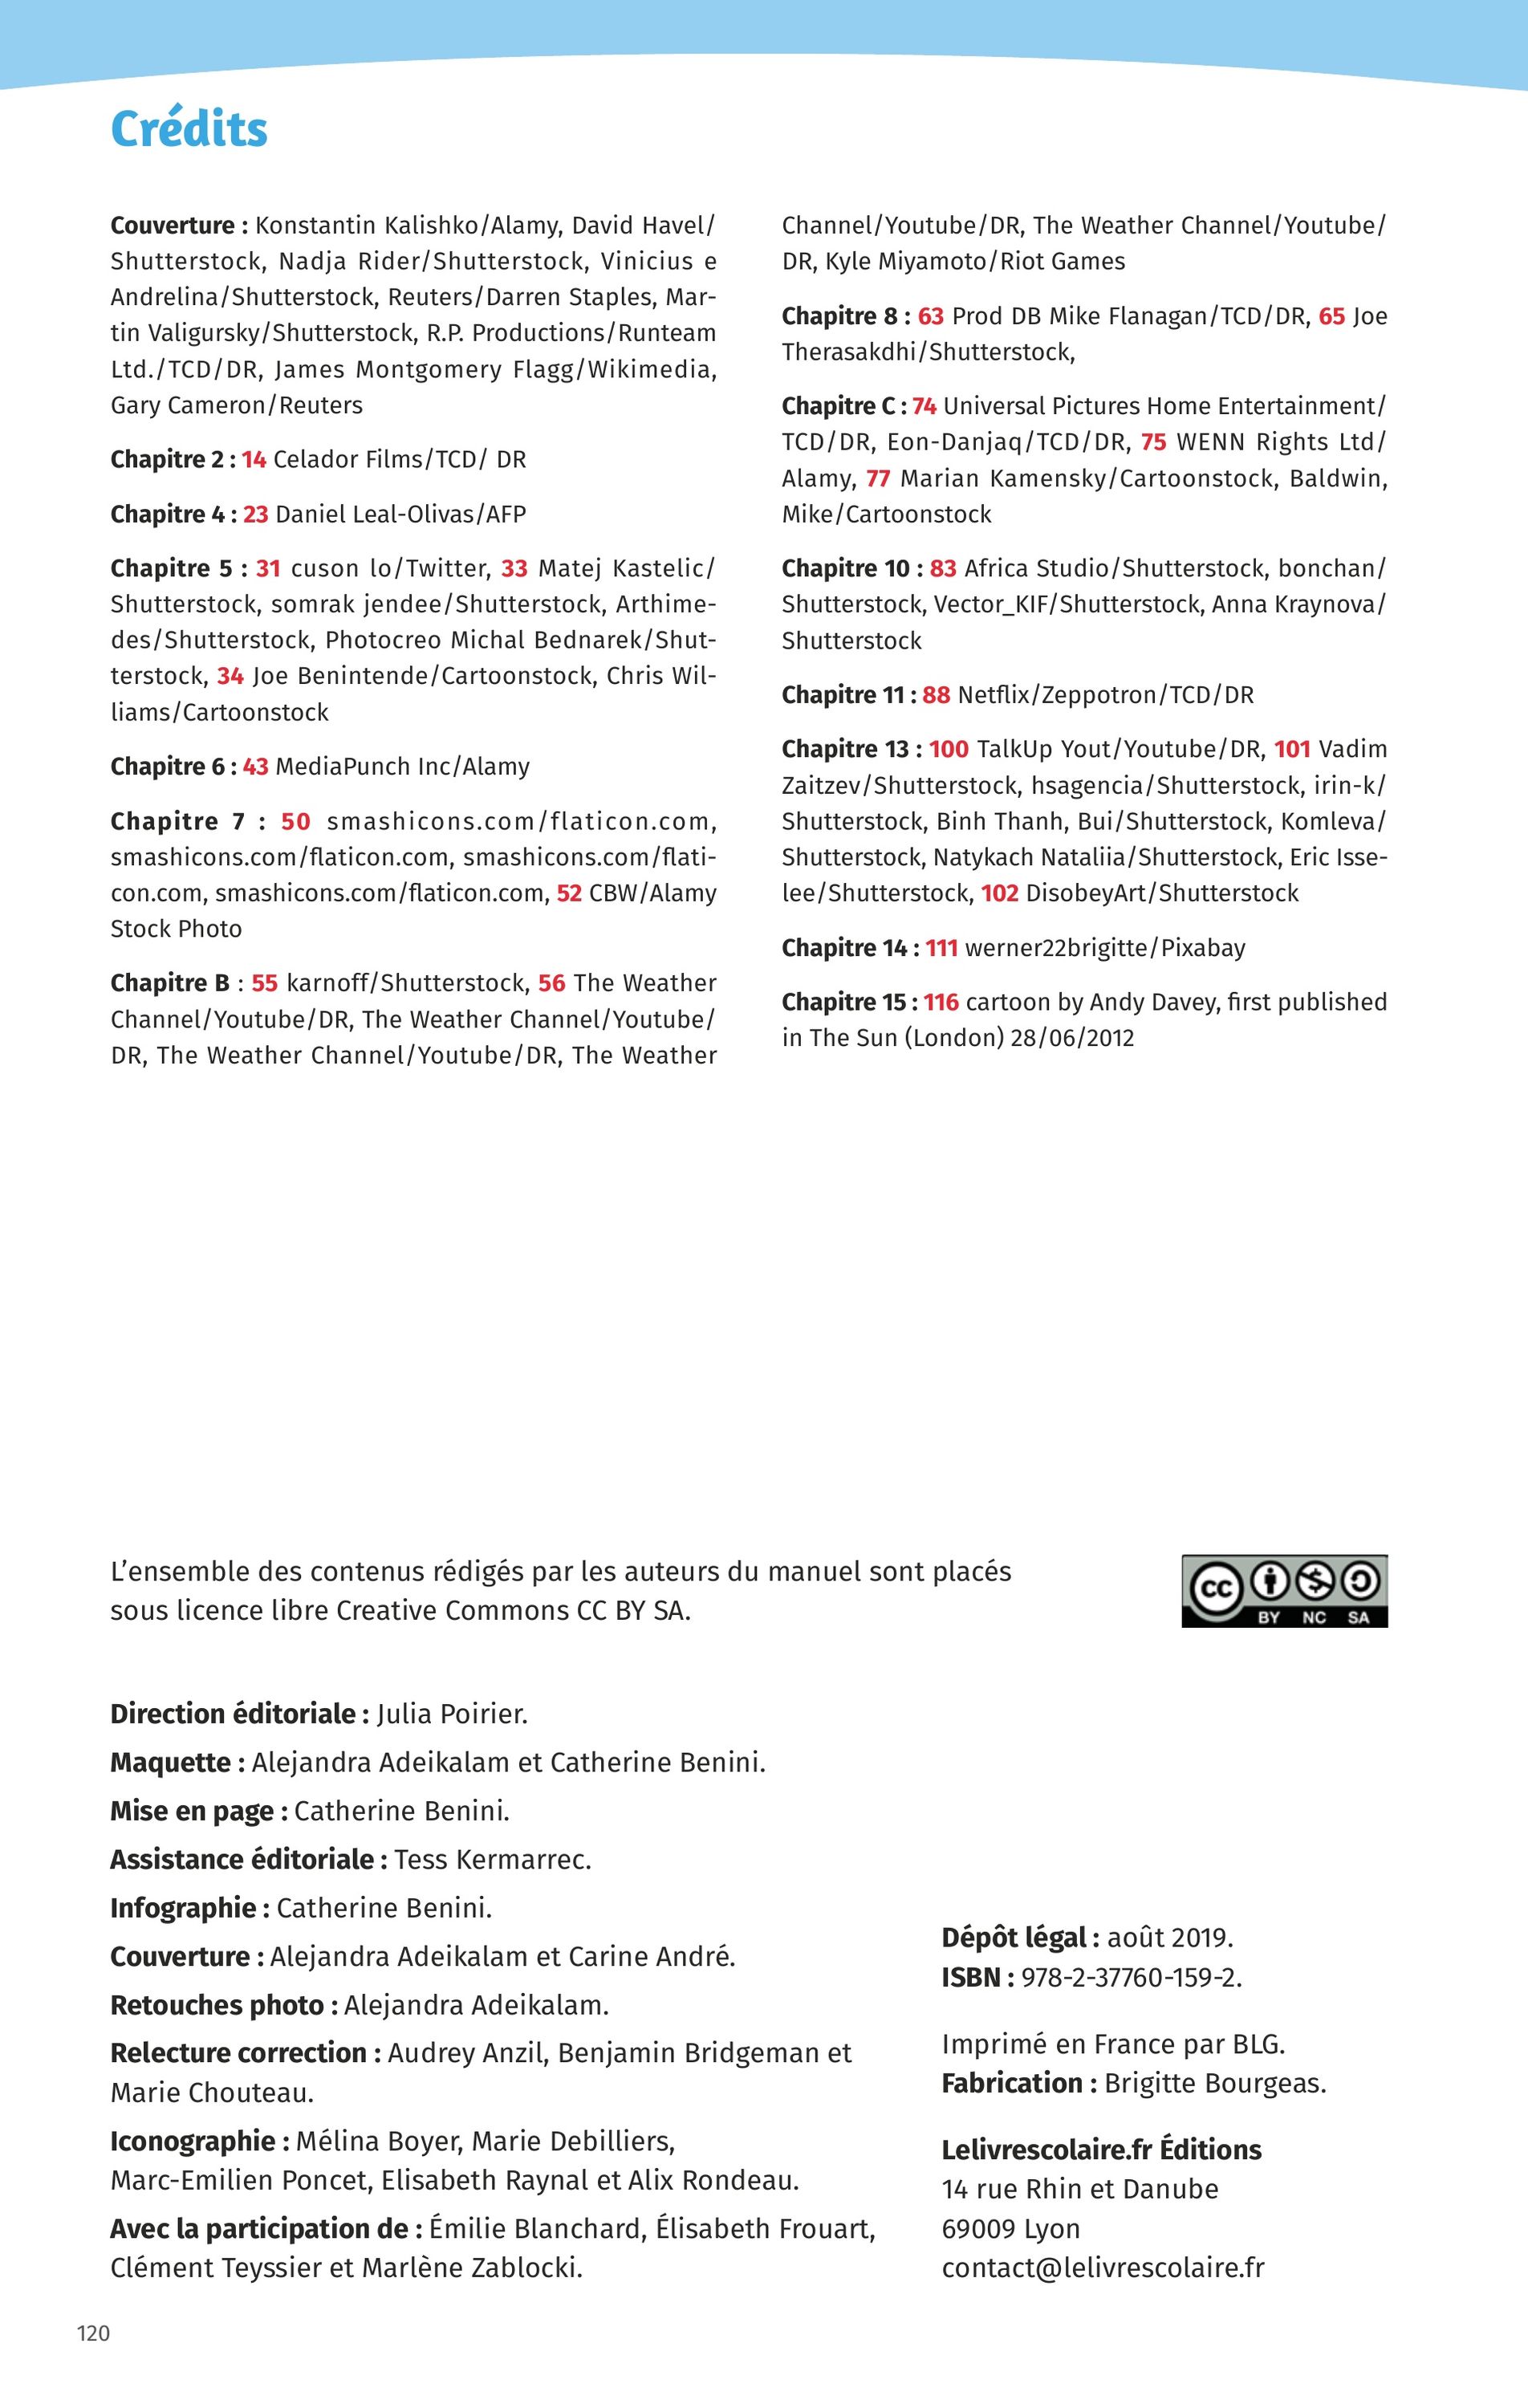 Crédits
Couverture : Konstantin Kalishko/Alamy, David Havel/
Shutterstock, Nadja Rider/Shutterstock, Vinicius e
Andrelina/Shutterstock, Reuters/Darren Staples, Mar-
tin Valigursky/Shutterstock, R.P. Productions/Runteam
Ltd./TCD/DR, James Montgomery Flagg/Wikimedia,
Gary Cameron/Reuters
Chapitre 2 : 14 Celador Films/TCD/ DR
Chapitre 4 : 23 Daniel Leal-Olivas/AFP
Chapitre 5 : 31 cuson lo/Twitter, 33 Matej Kastelic/
Shutterstock, somrak jendee/Shutterstock, Arthime-
des/Shutterstock, Photocreo Michal Bednarek/Shut-
terstock, 34 Joe Benintende/Cartoonstock, Chris Wil-
liams/Cartoonstock
Chapitre 6 : 43 MediaPunch Inc/Alamy
Chapitre 7 : 50 smashicons.com/flaticon.com,
smashicons.com/flaticon.com, smashicons.com/flati-
con.com, smashicons.com/flaticon.com, 52 CBW/Alamy
Stock Photo
Chapitre B : 55 karnoff/Shutterstock, 56 The Weather
Channel/Youtube/DR, The Weather Channel/Youtube/
DR, The Weather Channel/Youtube/DR, The Weather
Channel/Youtube/DR, The Weather Channel/Youtube/
DR, Kyle Miyamoto/Riot Games
Chapitre 8 : 63 Prod DB Mike Flanagan/TCD/DR, 65 Joe
Therasakdhi/Shutterstock,
Chapitre C : 74 Universal Pictures Home Entertainment/
TCD/DR, Eon-Danjaq/TCD/DR, 75 WENN Rights Ltd/
Alamy, 77 Marian Kamensky/Cartoonstock, Baldwin,
Mike/Cartoonstock
Chapitre 10 : 83 Africa Studio/Shutterstock, bonchan/
Shutterstock, Vector_KIF/Shutterstock, Anna Kraynova/
Shutterstock
Chapitre 11 : 88 Netflix/Zeppotron/TCD/DR
Chapitre 13 : 100 TalkUp Yout/Youtube/DR, 101 Vadim
Zaitzev/Shutterstock, hsagencia/Shutterstock, irin-k/
Shutterstock, Binh Thanh, Bui/Shutterstock, Komleva/
Shutterstock, Natykach Nataliia/Shutterstock, Eric Isse-
lee/Shutterstock, 102 DisobeyArt/Shutterstock
Chapitre 14 : 111 werner22brigitte/Pixabay
Chapitre 15 : 116 cartoon by Andy Davey, first published
in The Sun (London) 28/06/2012
L’ensemble des contenus rédigés par les auteurs du manuel sont placés
sous licence libre Creative Commons CC BY SA.
cc
BY NC SA
Direction éditoriale : Julia Poirier.
Maquette : Alejandra Adeikalam et Catherine Benini.
Mise en page : Catherine Benini.
Assistance éditoriale : Tess Kermarrec.
Infographie : Catherine Benini.
Couverture : Alejandra Adeikalam et Carine André.
Retouches photo : Alejandra Adeikalam.
Relecture correction : Audrey Anzil, Benjamin Bridgeman et
Marie Chouteau.
Iconographie : Mélina Boyer, Marie Debilliers,
Marc-Emilien Poncet, Elisabeth Raynal et Alix Rondeau.
Avec la participation de : Émilie Blanchard, Élisabeth Frouart,
Clément Teyssier et Marlène Zablocki.
Dépôt légal : août 2019.
ISBN : 978-2-37760-159-2.
Imprimé en France par BLG.
Fabrication : Brigitte Bourgeas.
Lelivrescolaire.fr Éditions
14 rue Rhin et Danube
69009 Lyon
contact@lelivrescolaire.fr
120